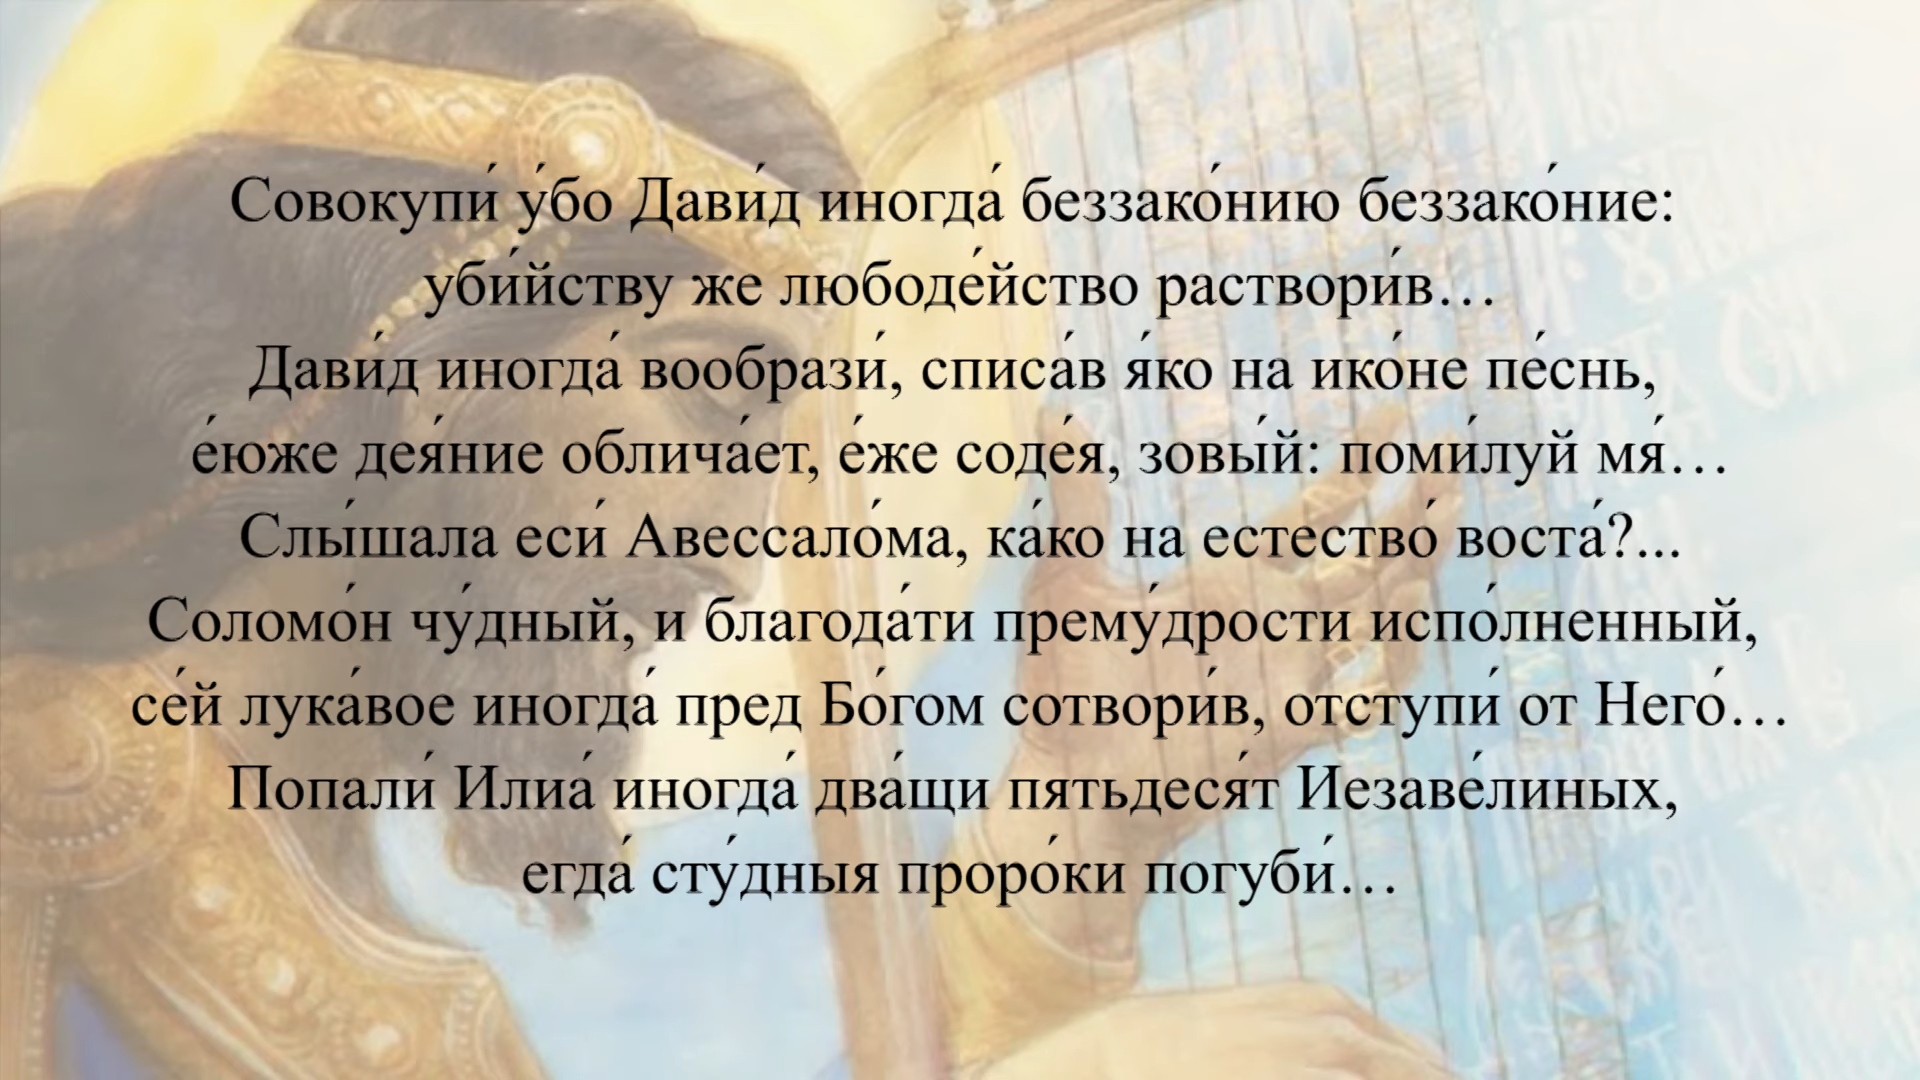 Совокупи́ у́бо Дави́д иногда́ беззако́нию беззако́ние:
уби́йству же любоде́йство раствори́в…
Дави́д иногда́ вообрази́, списа́в я́ко на ико́не пе́снь,
е́юже дея́ние облича́ет, е́же соде́я, зовы́й: поми́луй мя́…
Слы́шала еси́ Авессало́ма, ка́ко на естество́ воста́?...
Соломо́н чу́дный, и благода́ти прему́дрости испо́лненный,
се́й лука́вое иногда́ пред Бо́гом сотвори́в, отступи́ от Него́…
Попали́ Илиа́ иногда́ два́щи пятьдеся́т Иезаве́линых,
егда́ сту́дныя проро́ки погуби́…